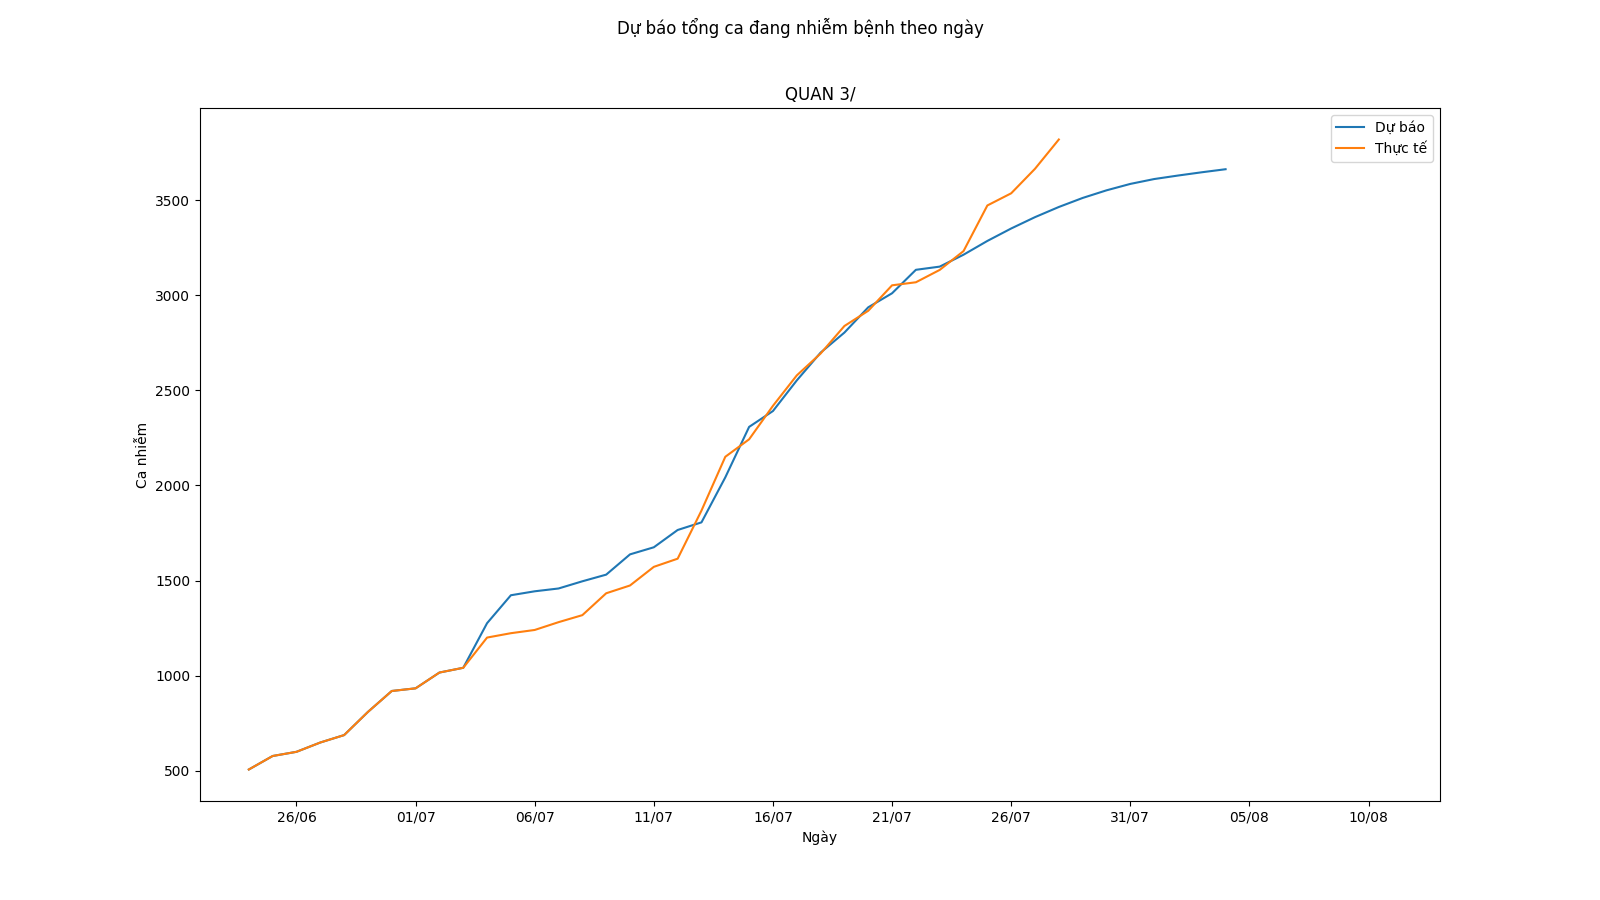 Dự báo tổng ca đang nhiễm bệnh theo ngày
QUAN 3/
Dự báo
Thực tế
3500
3000
2500
2000
1500
1000
500
Ca nhiễm
26/06 01/07 06/07 11/07 16/07 21/07 26/07 31/07 05/08 10/08
Ngày